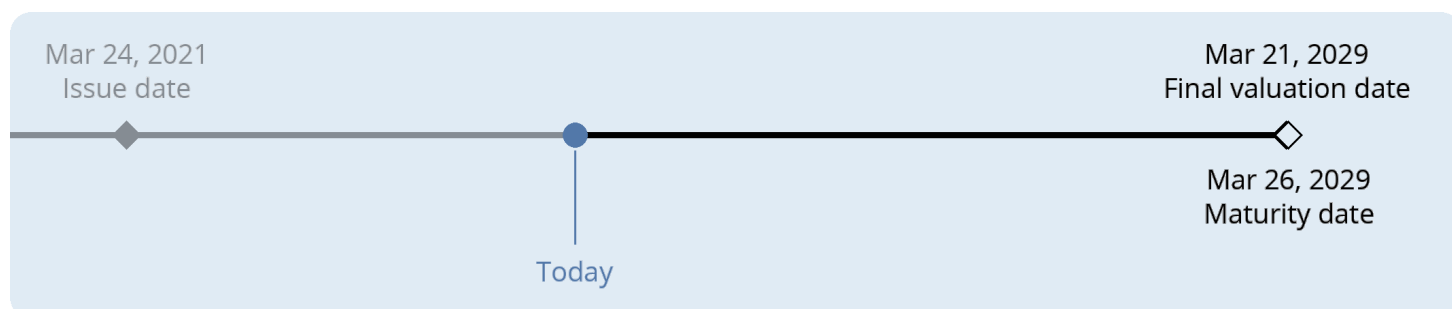 Mar 24, 2021
Issue date
Mar 21, 2029
Final valuation date
Mar 26, 2029
Maturity date
Today